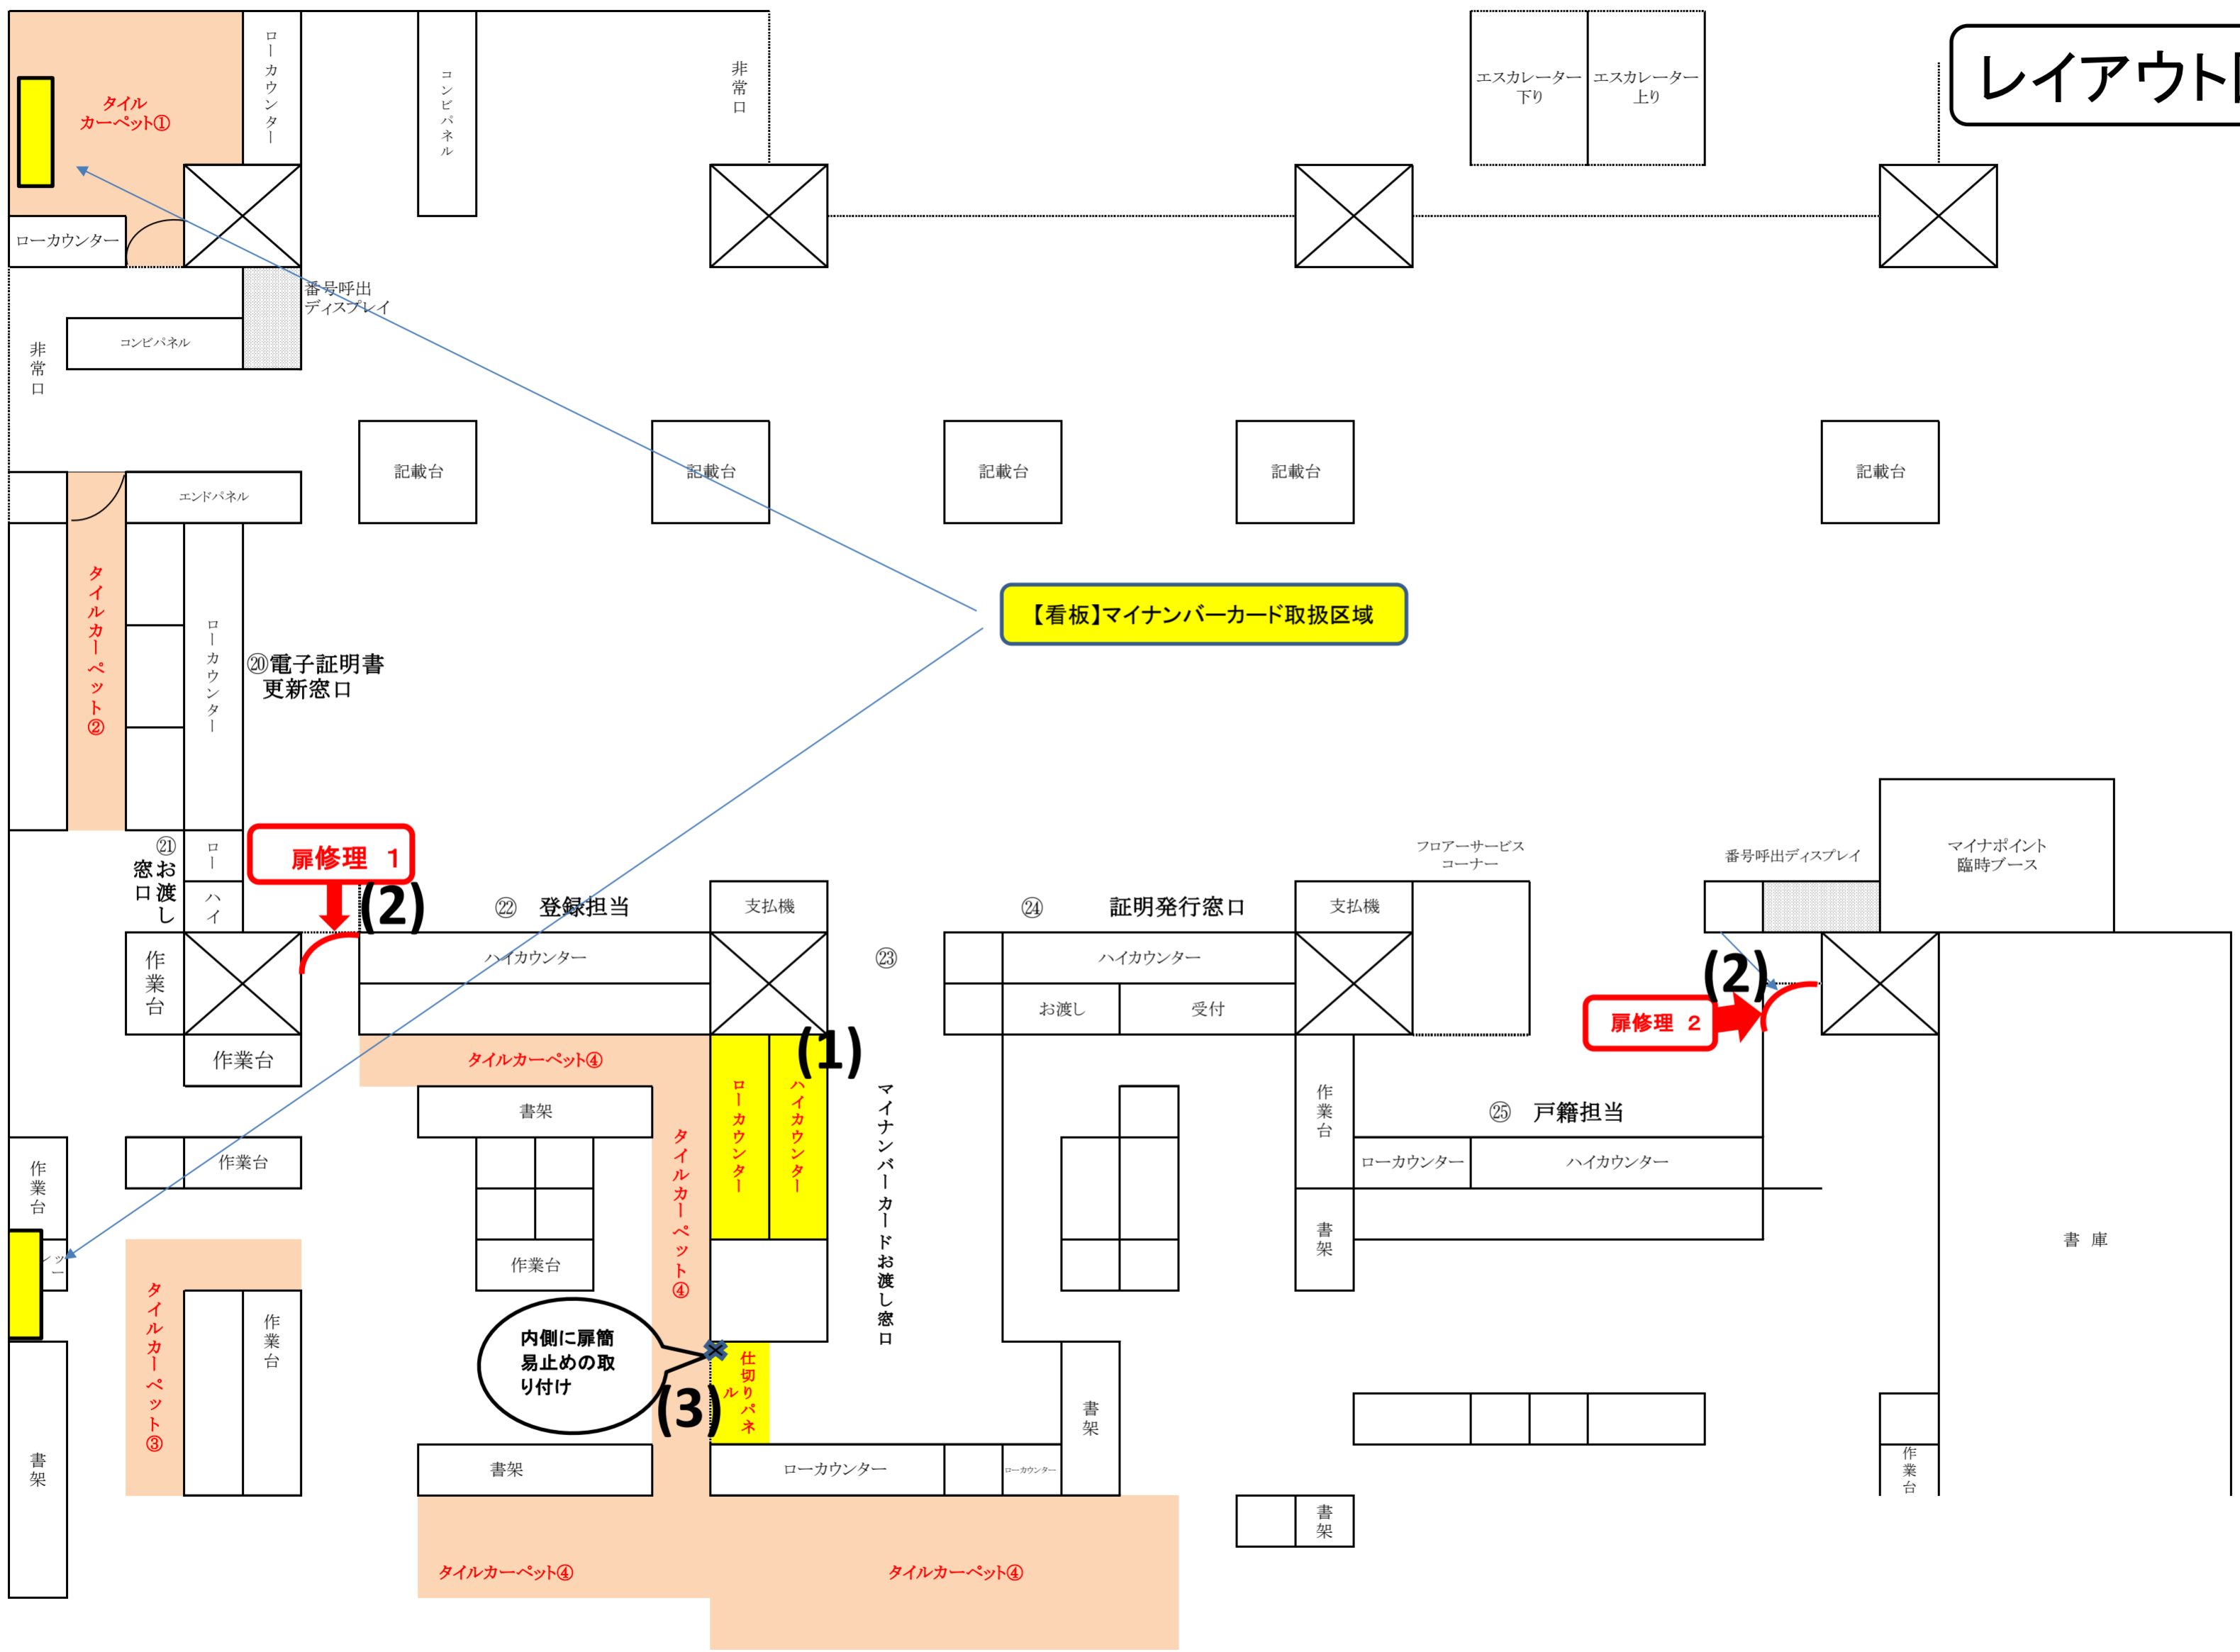 レイアウト
ローカウンター
コンビパネル
非常口
エスカレーター
下り
エスカレーター
上り
タイル
カーペット①
ローカウンター
番号呼出
ディスプレイ
コンビパネル
非常口
記載台
記載台
記載台
記載台
記載台
エンドパネル
タイルカーペット②
ローカウンター
⑳電子証明書
更新窓口
【看板】マイナンバーカード取扱区域
㉑お渡し
窓口
ロー
ハイ
扉修理 1
(2)
㉒ 登録担当
支払機
㉔ 証明発行窓口
支払機
フロアーサービス
コーナー
番号呼出ディスプレイ
マイナポイント
臨時ブース
作業台
ハイカウンター
㉓
ハイカウンター
お渡し
受付
(2)
扉修理 2
作業台
タイルカーペット④
(1)
ローカウンター
ハイカウンター
マイナンバーカードお渡し窓口
書架
作業台
㉕ 戸籍担当
タイルカーペット④
作業台
作業台
ローカウンター
ハイカウンター
書架
書 庫
作業台
タイルカーペット③
作業台
内側に扉簡
易止めの取
り付け
(3)
仕切りパネ
ル
書架
書架
書架
ローカウンター
ローカウンター
作業台
書架
タイルカーペット④
タイルカーペット④